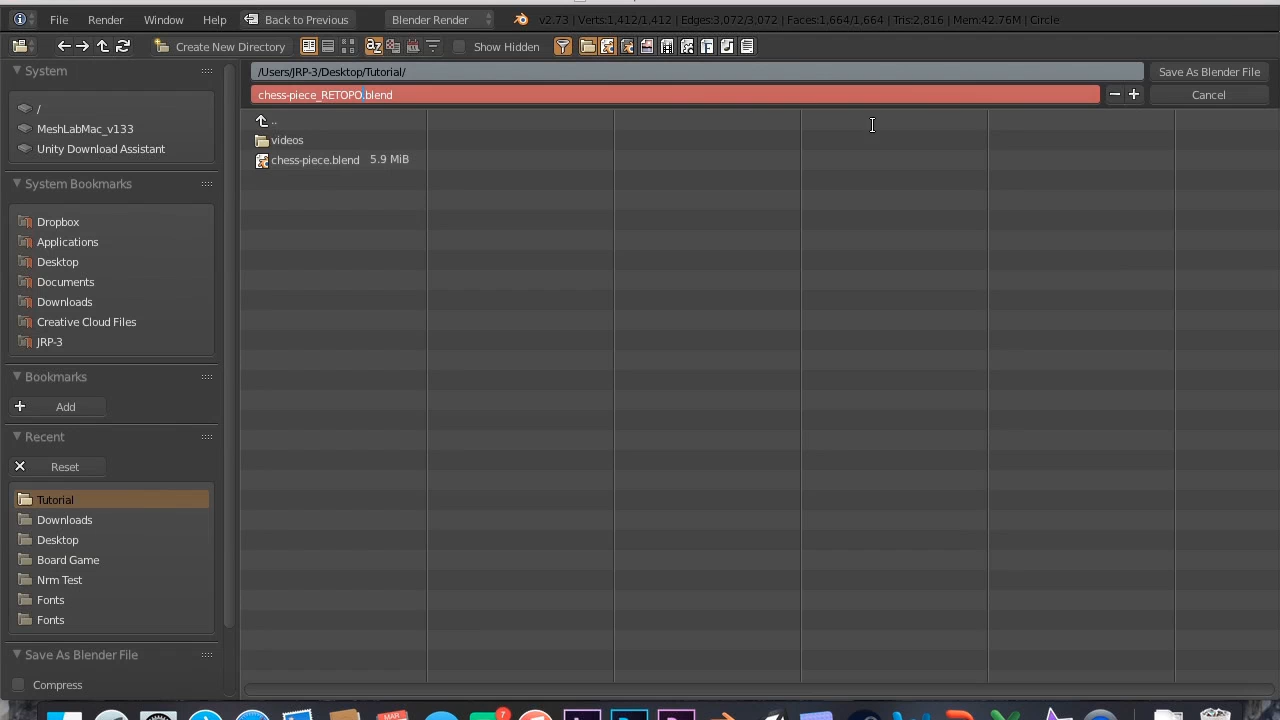 File Render Window Help Back to Previous Blender Render v2.73 | Verts:1,412/1,412 | Edges:3,072/3,072 | Faces:1,664/1,664 | Tris:2,816 | Mem:42.76M | Circle
Create New Directory Show Hidden
System
/
MeshLabMac_v133
Unity Download Assistant
System Bookmarks
Dropbox
Applications
Desktop
Documents
Downloads
Creative Cloud Files
JRP-3
Bookmarks
Add
Recent
Reset
Tutorial
Downloads
Desktop
Board Game
Nrm Test
Fonts
Fonts
Save As Blender File
Compress
/Users/JRP-3/Desktop/Tutorial/ Save As Blender File
chess-piece_RETOPO.blend Cancel
..
videos
chess-piece.blend 5.9 MiB
MAR
7